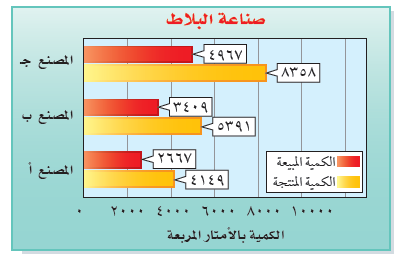 صناعة البلاط
المصنع جـ
٤٩٦٧
٨٣٥٨
المصنع ب
٣٤٠٩
٥٣٩١
المصنع أ
٢٦٦٧
٤١٤٩
الكمية المبيعة
الكمية المنتجة
٠ ٢٠٠٠ ٤٠٠٠ ٦٠٠٠ ٨٠٠٠ ١٠٠٠٠
الكمية بالأمتار المربعة